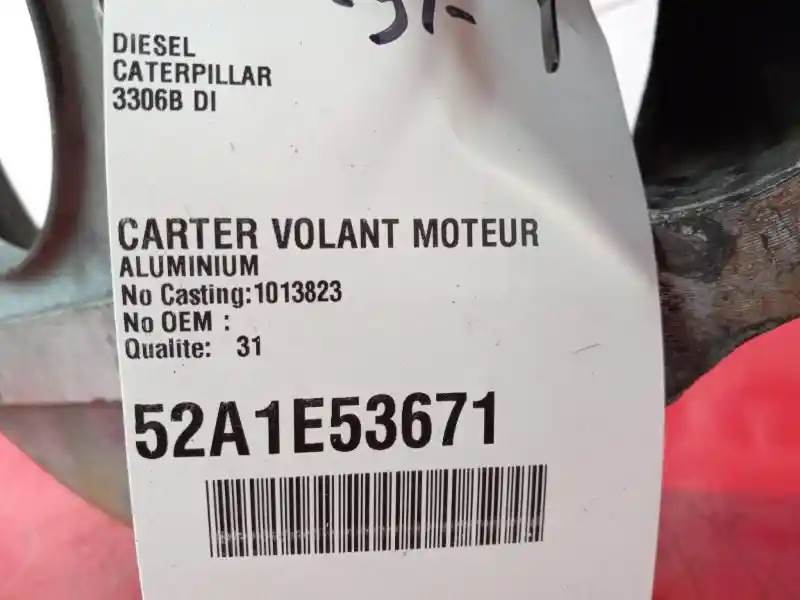 DIESEL
CATERPILLAR
3306B DI
CARTER VOLANT MOTEUR
ALUMINIUM
No Casting:1013823
No OEM :
Qualite: 31
52A1E53671